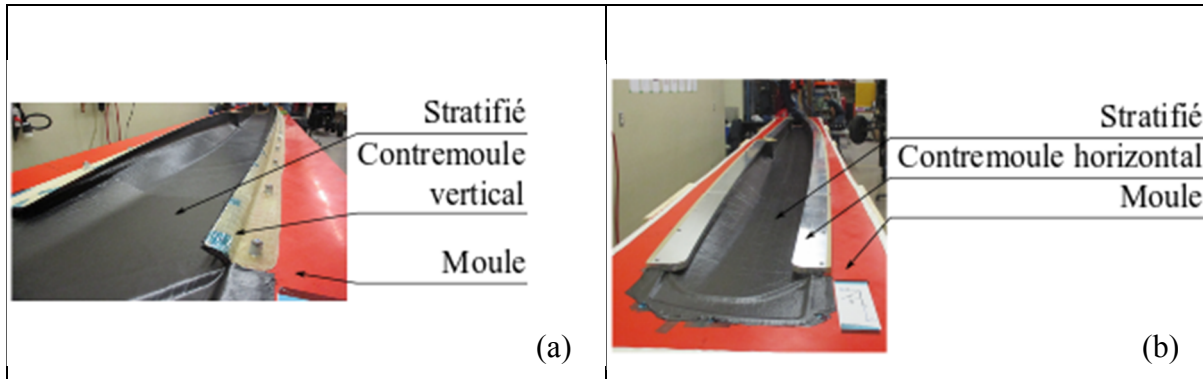 Stratifié
Contremoule
vertical
Moule
(a)
Stratifié
Contremoule horizontal
Moule
(b)